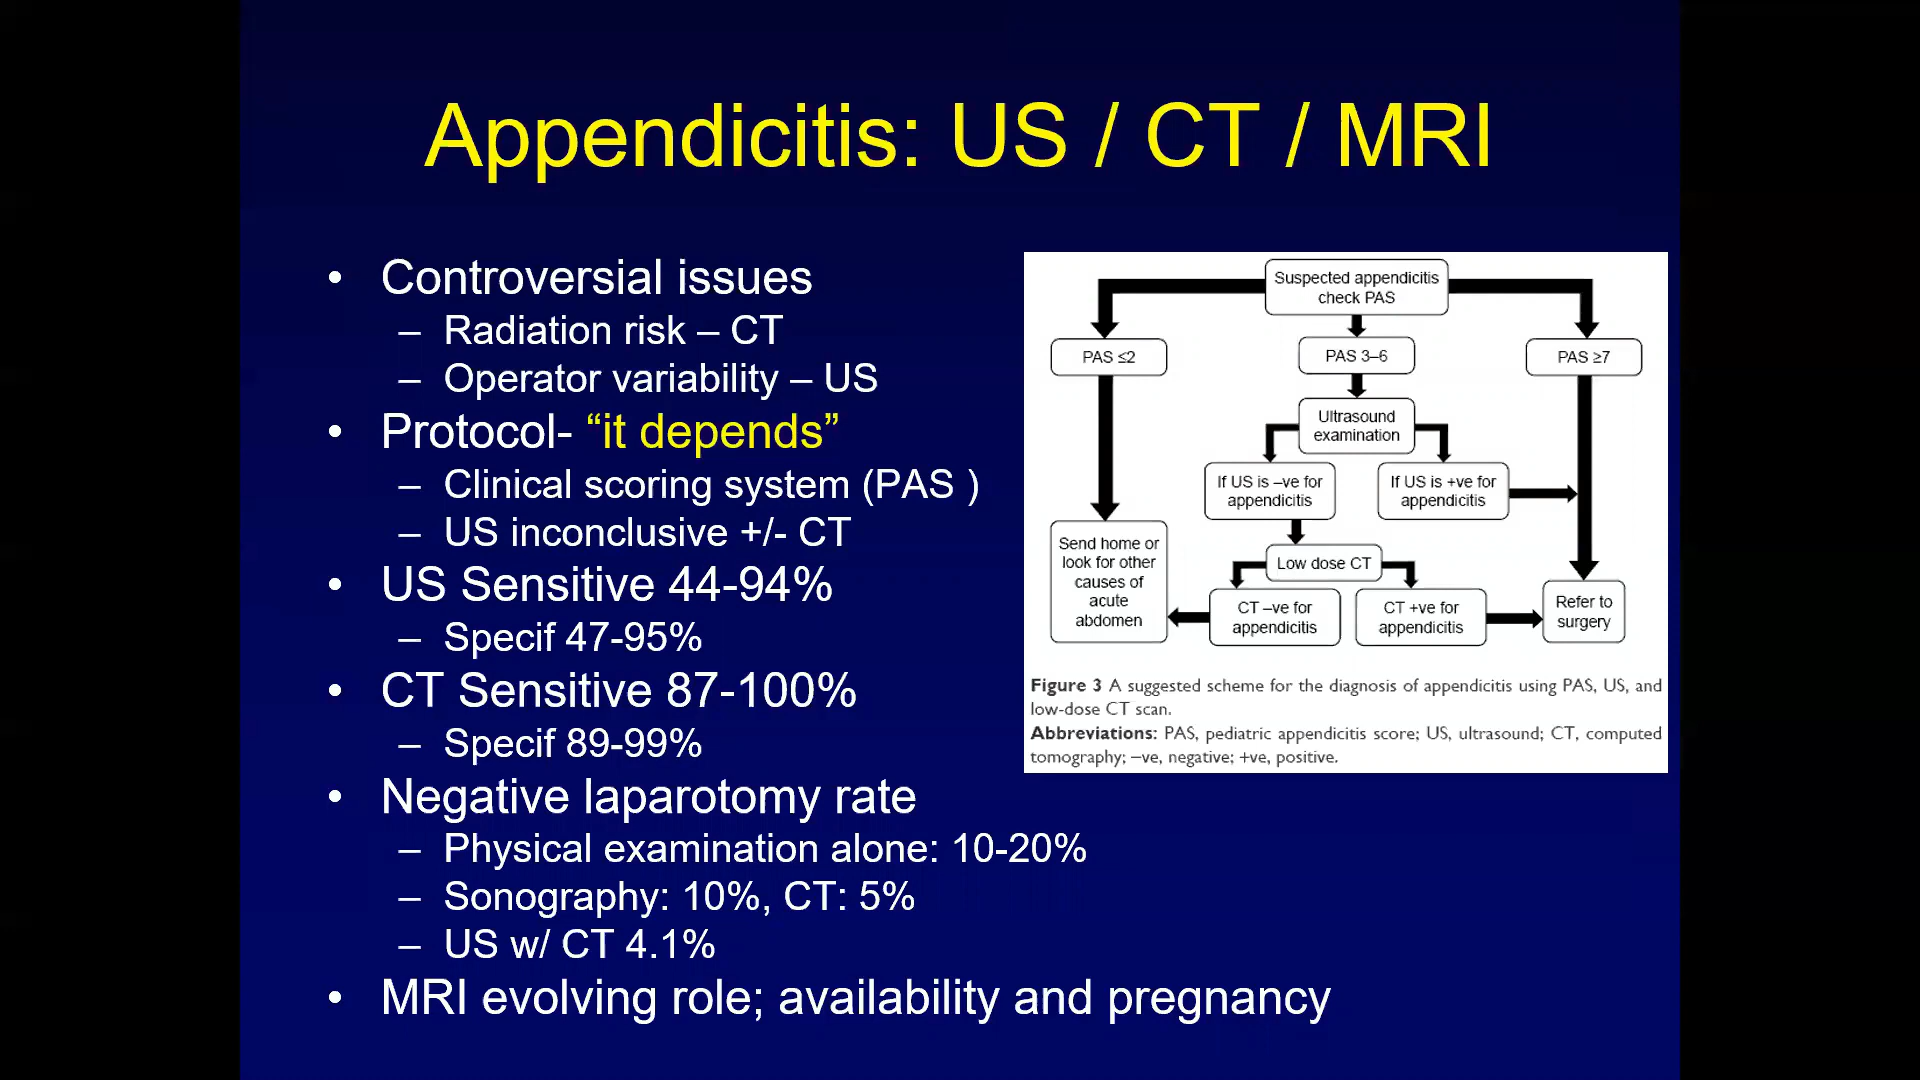 Appendicitis: US / CT / MRI
• Controversial issues
– Radiation risk – CT
– Operator variability – US
• Protocol- “it depends”
– Clinical scoring system (PAS )
– US inconclusive +/- CT
• US Sensitive 44-94%
– Specif 47-95%
• CT Sensitive 87-100%
– Specif 89-99%
• Negative laparotomy rate
– Physical examination alone: 10-20%
– Sonography: 10%, CT: 5%
– US w/ CT 4.1%
• MRI evolving role; availability and pregnancy
Suspected appendicitis
check PAS
PAS ≤2
PAS 3–6
PAS ≥7
Ultrasound
examination
If US is –ve for
appendicitis
If US is +ve for
appendicitis
Send home or
look for other
causes of
acute
abdomen
Low dose CT
CT –ve for
appendicitis
CT +ve for
appendicitis
Refer to
surgery
Figure 3 A suggested scheme for the diagnosis of appendicitis using PAS, US, and
low-dose CT scan.
Abbreviations: PAS, pediatric appendicitis score; US, ultrasound; CT, computed
tomography; –ve, negative; +ve, positive.